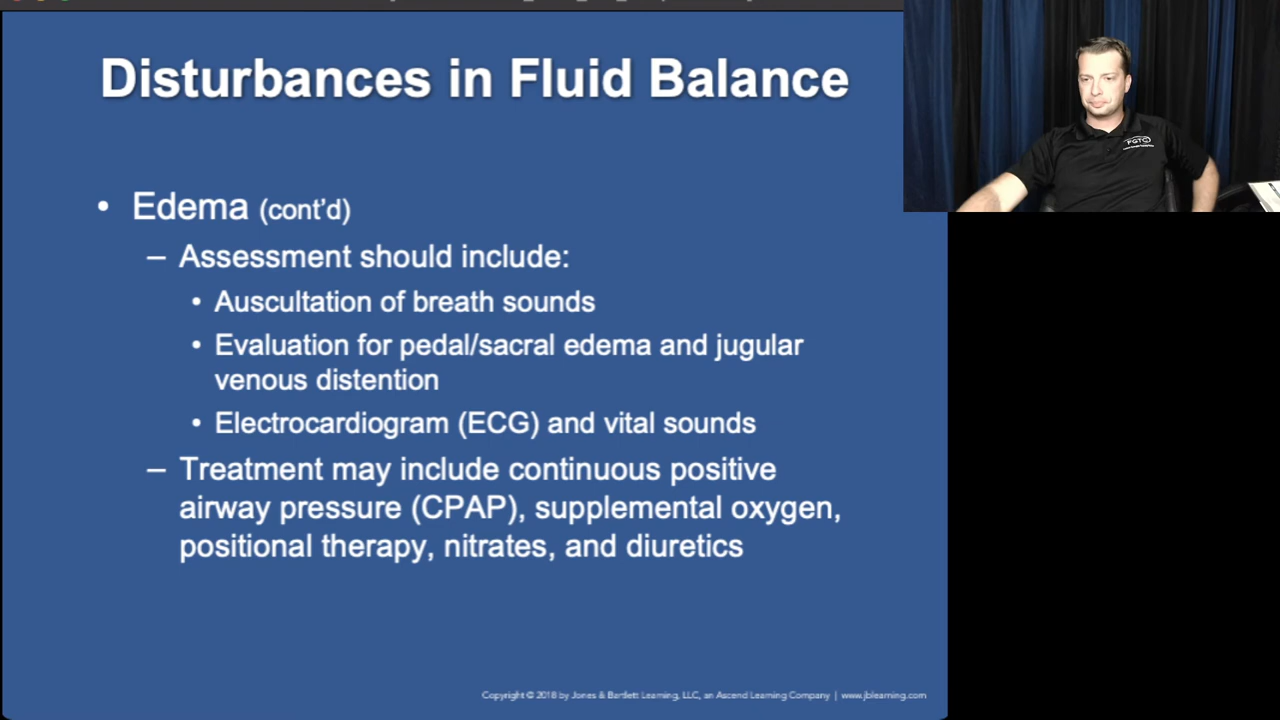 Disturbances in Fluid Balance
• Edema (cont’d)
– Assessment should include:
• Auscultation of breath sounds
• Evaluation for pedal/sacral edema and jugular
venous distention
• Electrocardiogram (ECG) and vital sounds
– Treatment may include continuous positive
airway pressure (CPAP), supplemental oxygen,
positional therapy, nitrates, and diuretics
Copyright © 2018 by Jones & Bartlett Learning, LLC, an Ascend Learning Company | www.jblearning.com